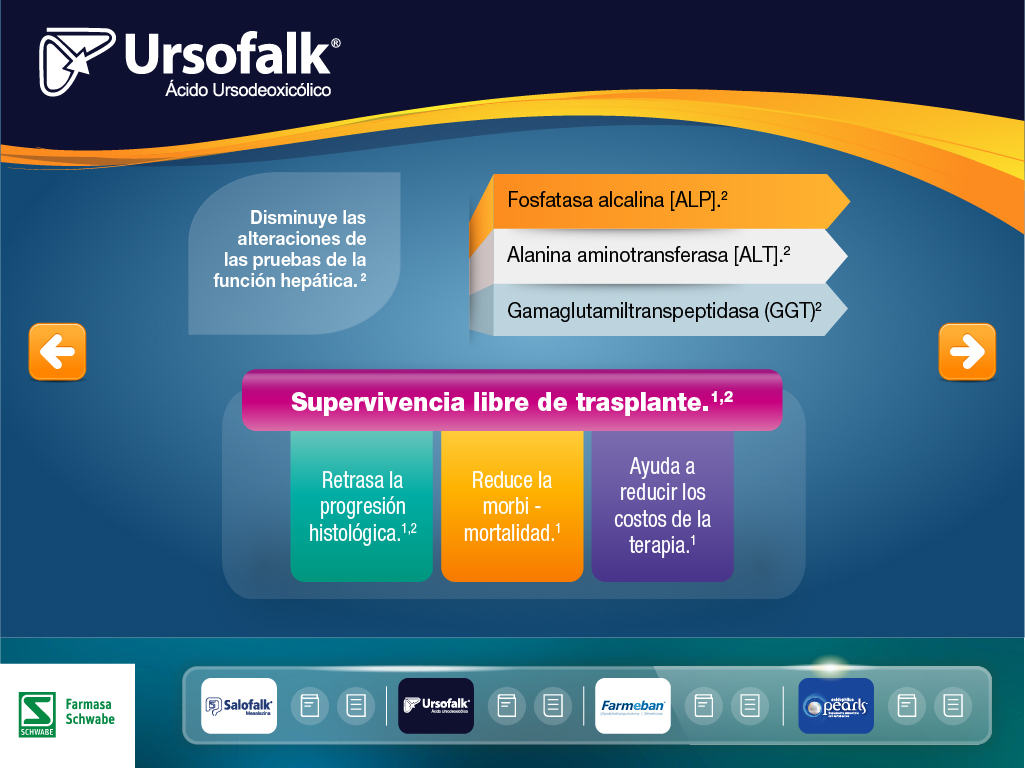 Ursofalk®
Ácido Ursodeoxicólico
Disminuye las
alteraciones de
las pruebas de la
función hepática.²
Fosfatasa alcalina [ALP].²
Alanina aminotransferasa [ALT].²
Gamaglutamiltranspeptidasa (GGT)²
Supervivencia libre de trasplante.¹,²
Retrasa la
progresión
histológica.¹,²
Reduce la
morbi -
mortalidad.¹
Ayuda a
reducir los
costos de la
terapia.¹
Farmasa
Schwabe
SCHWABE
Salofalk®
Mesalazina
Ursofalk®
Ácido Ursodeoxicólico
Farmeban®
pearls